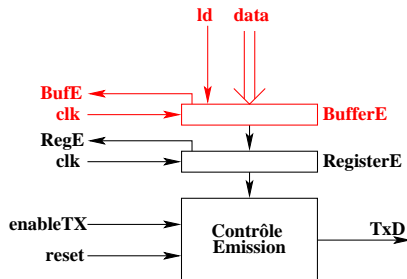 ld data
BufE
clk
BufferE
RegE
clk
RegisterE
enableTX
Contrôle
Emission
TxD
reset